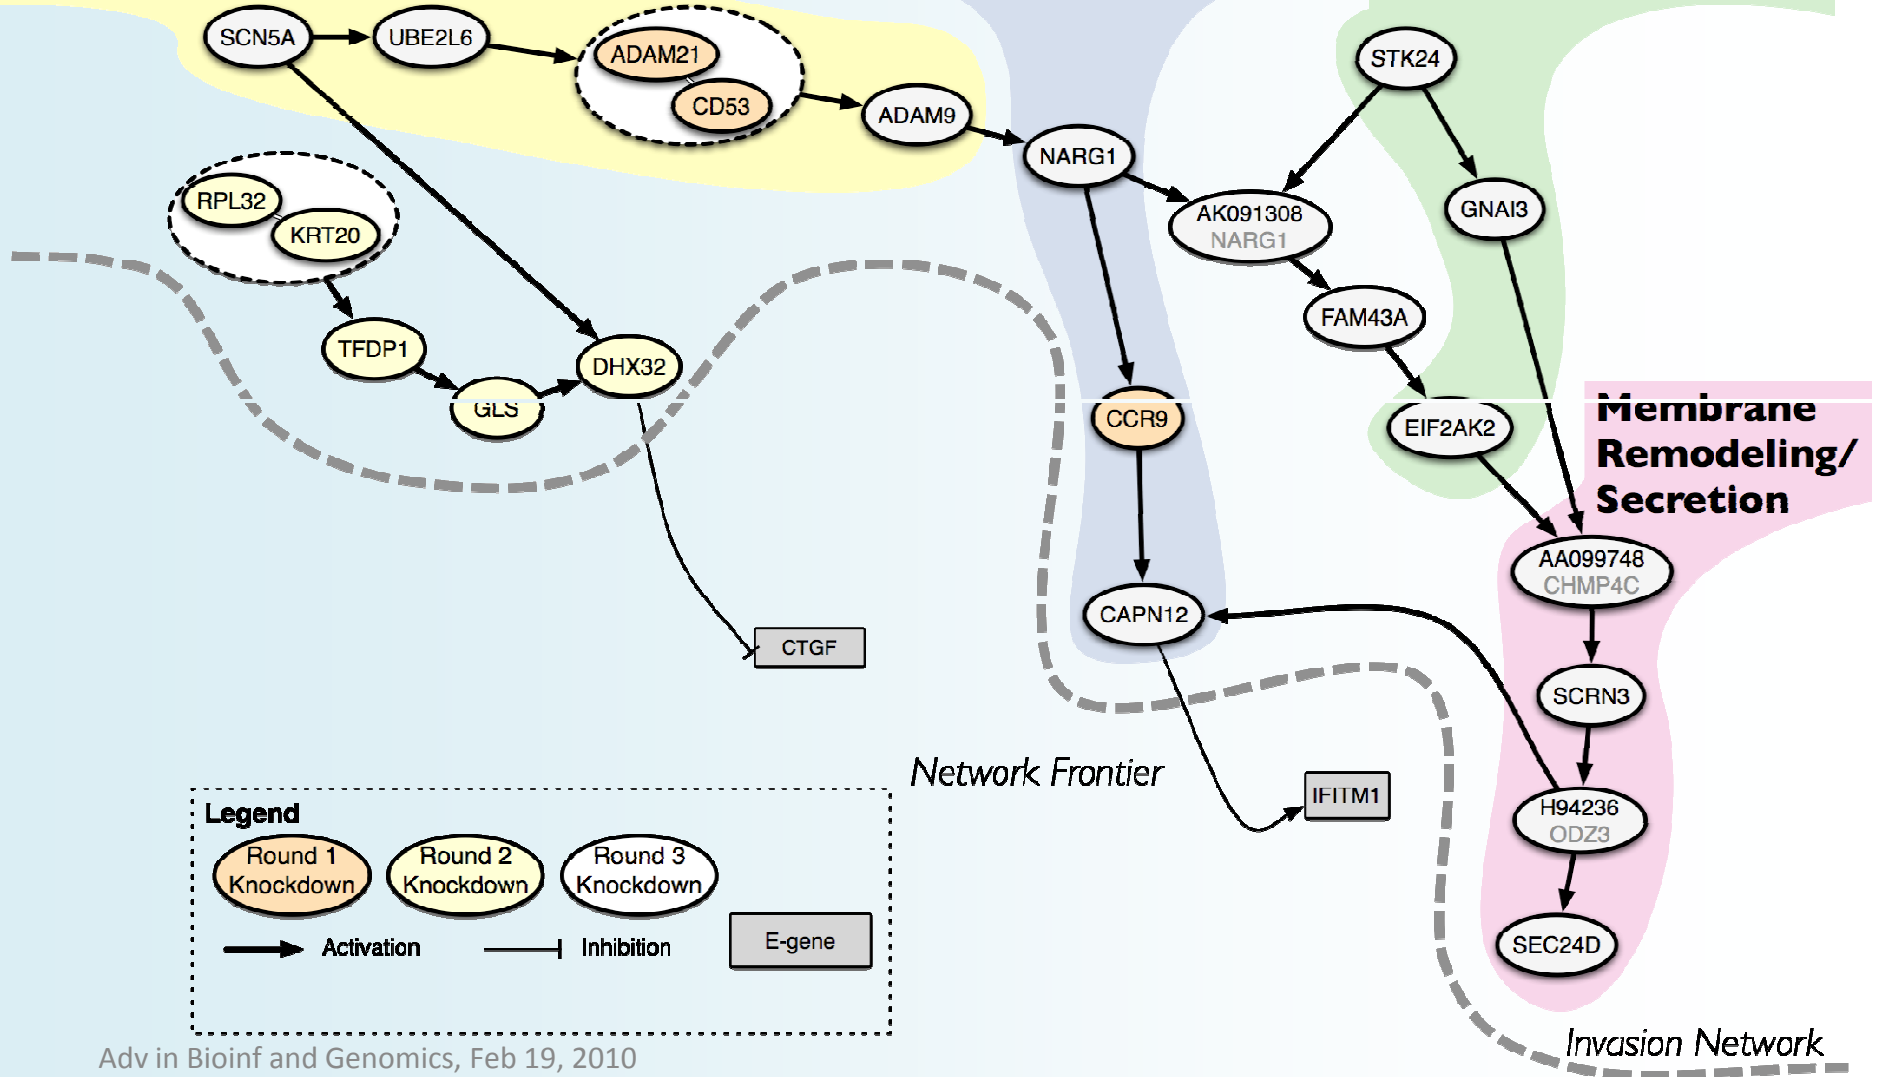 SCN5A
UBE2L6
ADAM21
CD53
ADAM9
STK24
NARG1
RPL32
KRT20
AK091308
NARG1
GNAI3
FAM43A
TFDP1
DHX32
GLS
CCR9
EIF2AK2
Membrane
Remodeling/
Secretion
AA099748
CHMP4C
CAPN12
CTGF
SCRN3
Network Frontier
IFITM1
H94236
ODZ3
SEC24D
Legend
Round 1
Knockdown
Round 2
Knockdown
Round 3
Knockdown
Activation
Inhibition
E-gene
Invasion Network
Adv in Bioinf and Genomics, Feb 19, 2010